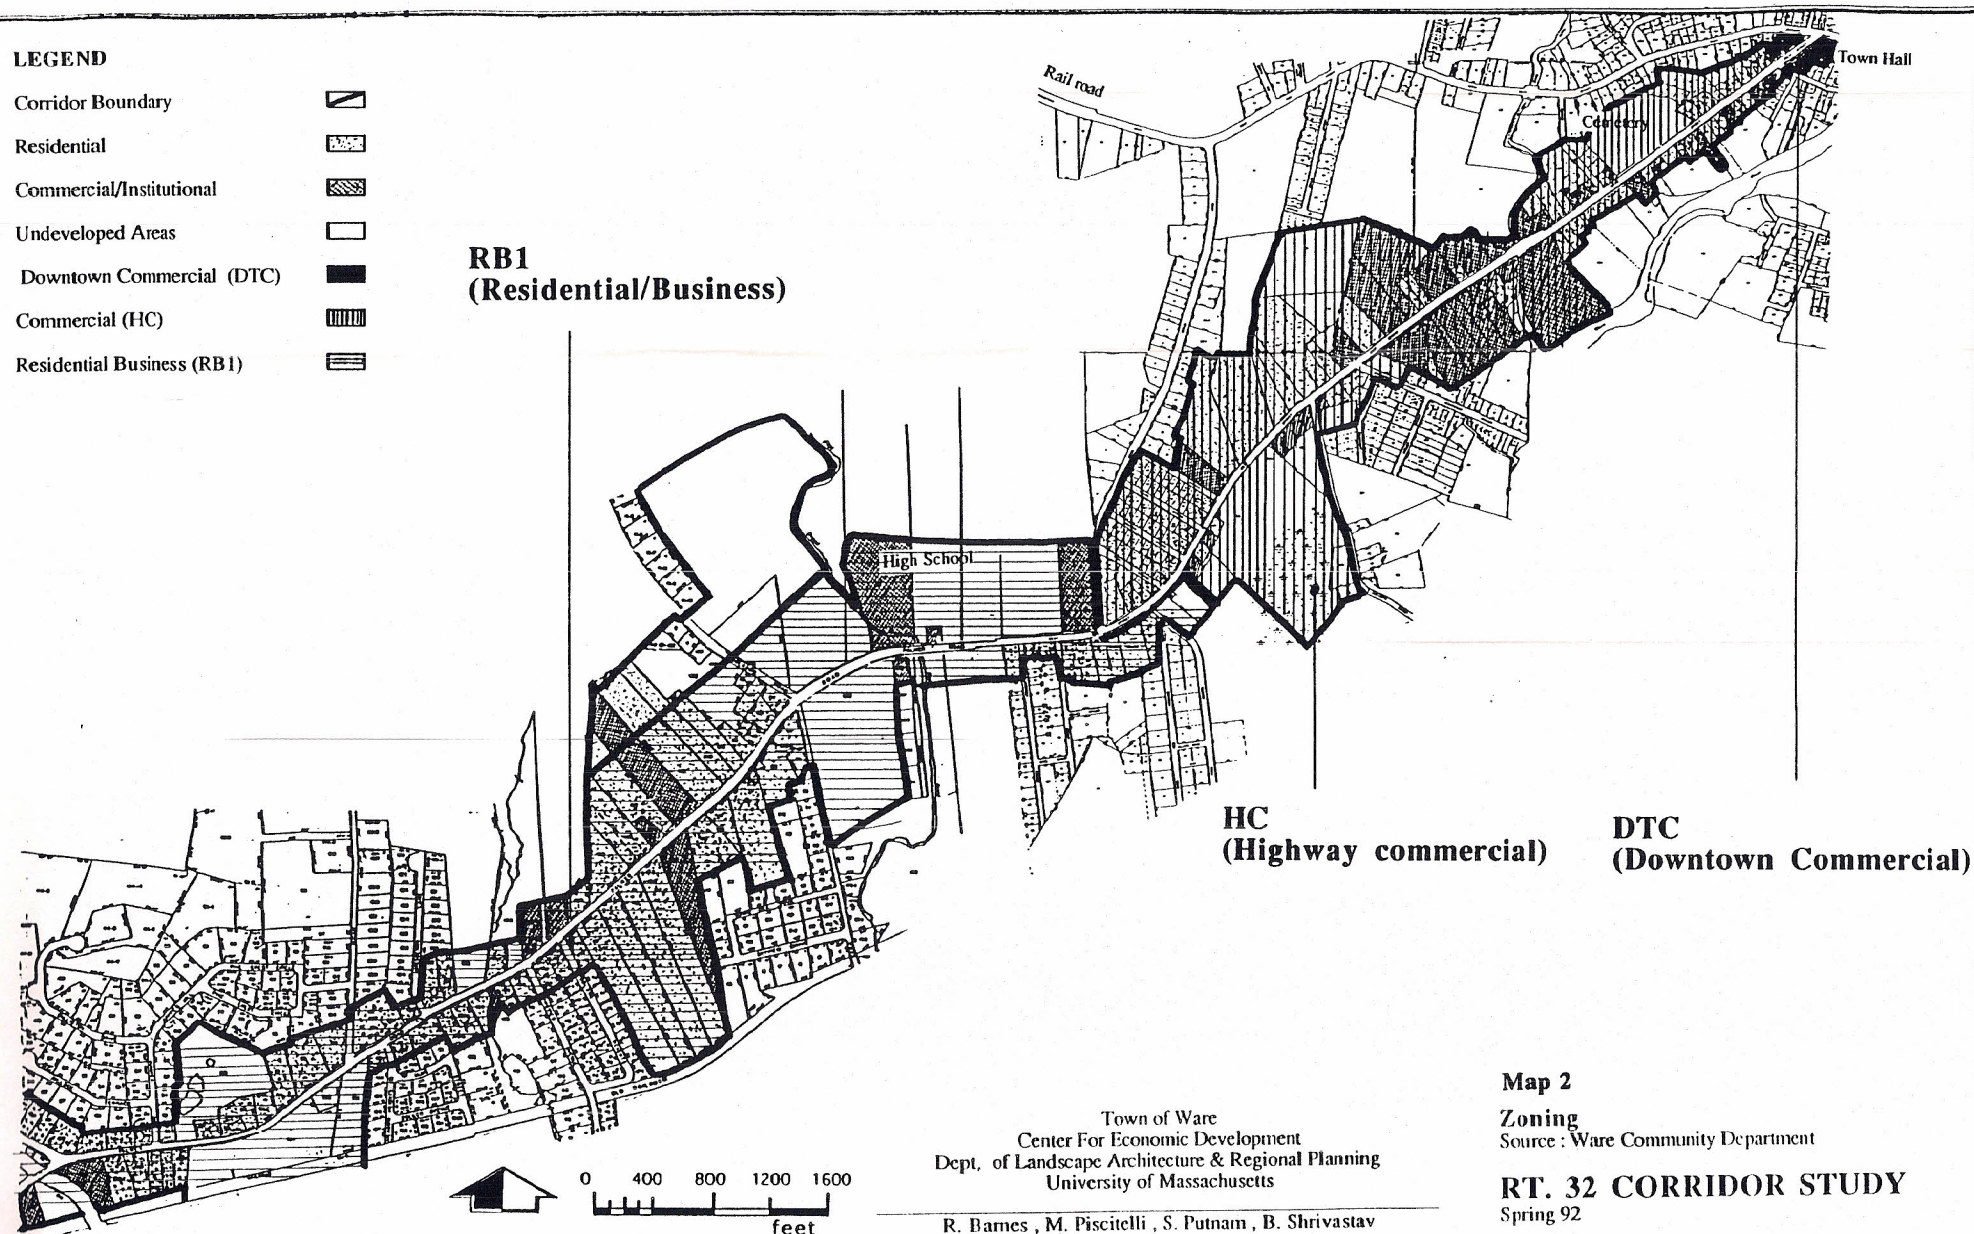 LEGEND
Corridor Boundary
Residential
Commercial/Institutional
Undeveloped Areas
Downtown Commercial (DTC)
Commercial (HC)
Residential Business (RB1)
RB1
(Residential/Business)
Rail road
Town Hall
Cemetery
High School
HC
(Highway commercial)
DTC
(Downtown Commercial)
0 400 800 1200 1600
feet
Town of Ware
Center For Economic Development
Dept, of Landscape Architecture & Regional Planning
University of Massachusetts
R. Barnes , M. Piscitelli , S. Putnam , B. Shrivastav
Map 2
Zoning
Source : Ware Community Department
RT. 32 CORRIDOR STUDY
Spring 92